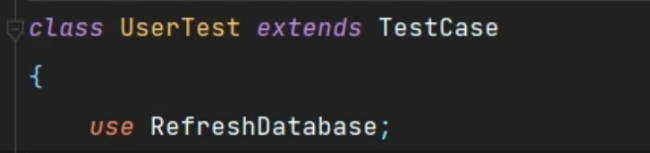 class UserTest extends TestCase
{
use RefreshDatabase;